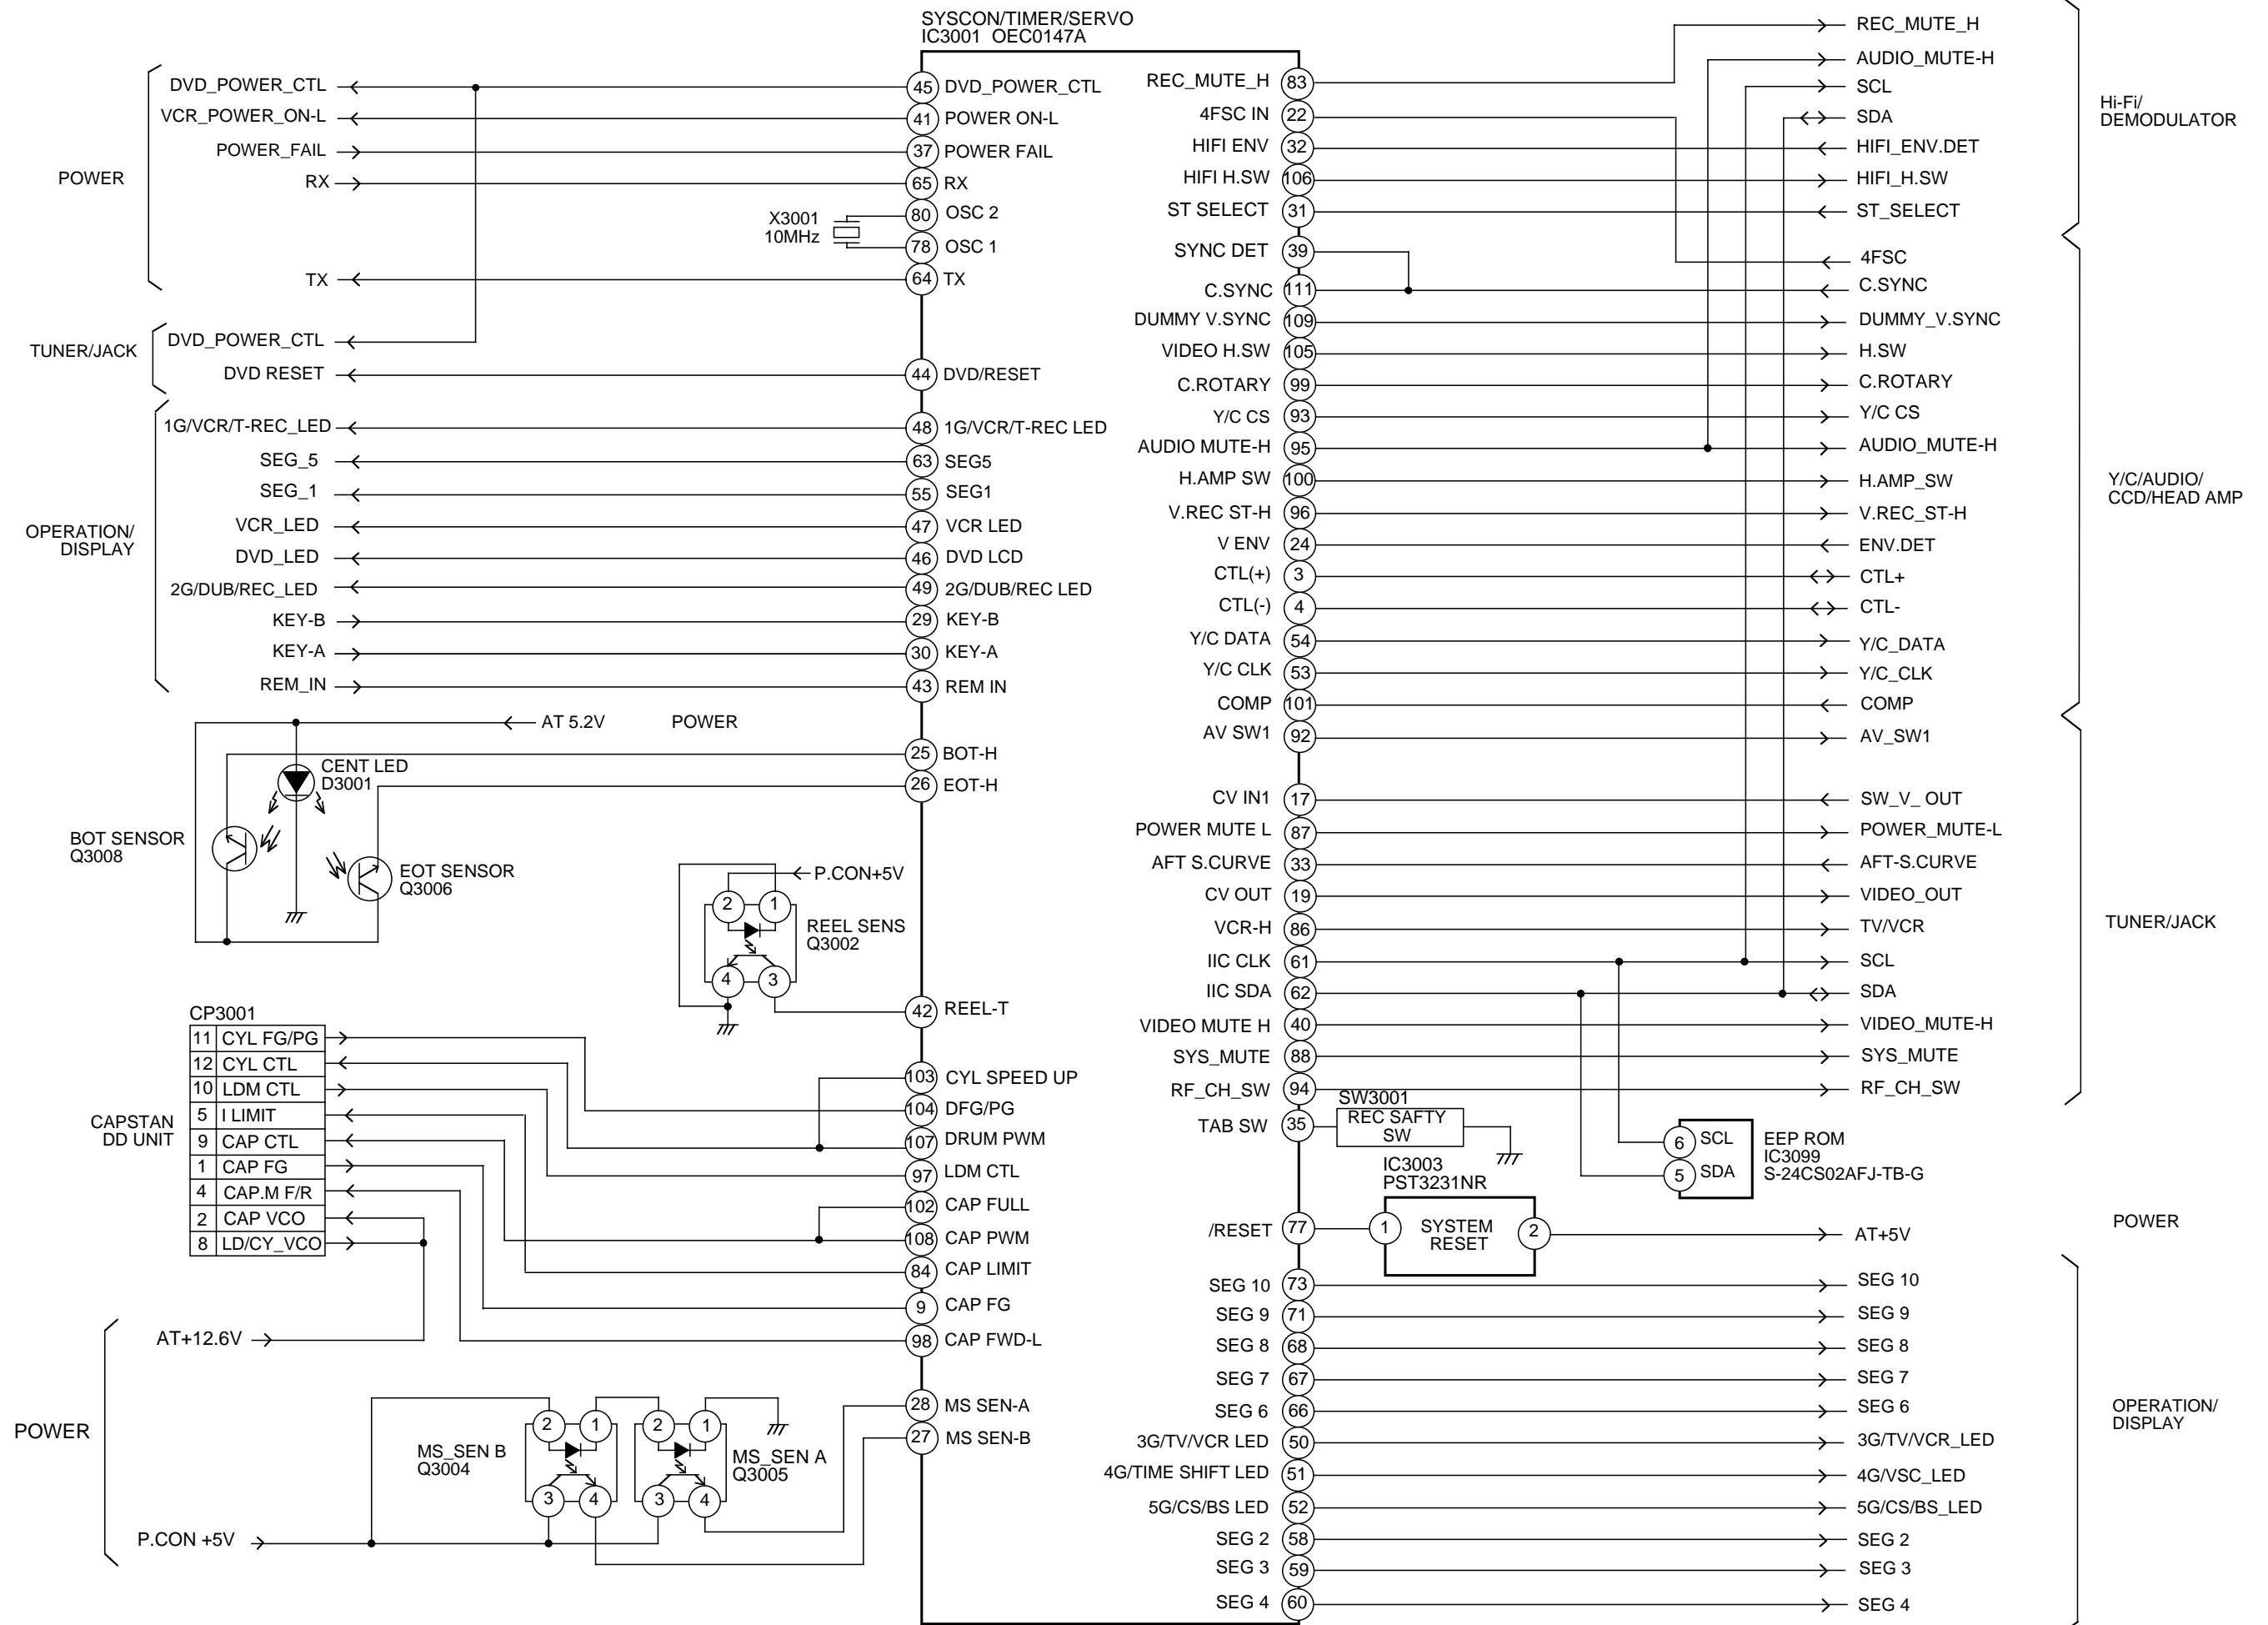 SYSCON/TIMER/SERVO
IC3001 OEC0147A
POWER
DVD_POWER_CTL
VCR_POWER_ON-L
POWER_FAIL
RX
X3001
10MHz
TX
45 DVD_POWER_CTL
41 POWER ON-L
37 POWER FAIL
65 RX
80 OSC 2
78 OSC 1
64 TX
TUNER/JACK
DVD_POWER_CTL
DVD RESET
44 DVD/RESET
OPERATION/
DISPLAY
1G/VCR/T-REC_LED
SEG_5
SEG_1
VCR_LED
DVD_LED
2G/DUB/REC_LED
KEY-B
KEY-A
REM_IN
48 1G/VCR/T-REC LED
63 SEG5
55 SEG1
47 VCR LED
46 DVD LCD
49 2G/DUB/REC LED
29 KEY-B
30 KEY-A
43 REM IN
AT 5.2V POWER
25 BOT-H
26 EOT-H
CENT LED
D3001
BOT SENSOR
Q3008
EOT SENSOR
Q3006
P.CON+5V
2 1
REEL SENS
Q3002
4 3
42 REEL-T
CP3001
CAPSTAN
DD UNIT
11 CYL FG/PG
12 CYL CTL
10 LDM CTL
5 I LIMIT
9 CAP CTL
1 CAP FG
4 CAP.M F/R
2 CAP VCO
8 LD/CY_VCO
103 CYL SPEED UP
104 DFG/PG
107 DRUM PWM
97 LDM CTL
102 CAP FULL
108 CAP PWM
84 CAP LIMIT
9 CAP FG
98 CAP FWD-L
POWER
AT+12.6V
P.CON +5V
2 1 2 1
MS_SEN B
Q3004
MS_SEN A
Q3005
3 4 3 4
28 MS SEN-A
27 MS SEN-B
REC_MUTE_H 83
4FSC IN 22
HIFI ENV 32
HIFI H.SW 106
ST SELECT 31
SYNC DET 39
C.SYNC 111
DUMMY V.SYNC 109
VIDEO H.SW 105
C.ROTARY 99
Y/C CS 93
AUDIO MUTE-H 95
H.AMP SW 100
V.REC ST-H 96
V ENV 24
CTL(+) 3
CTL(-) 4
Y/C DATA 54
Y/C CLK 53
COMP 101
AV SW1 92
CV IN1 17
POWER MUTE L 87
AFT S.CURVE 33
CV OUT 19
VCR-H 86
IIC CLK 61
IIC SDA 62
VIDEO MUTE H 40
SYS_MUTE 88
RF_CH_SW 94
TAB SW 35
/RESET 77
SEG 10 73
SEG 9 71
SEG 8 68
SEG 7 67
SEG 6 66
3G/TV/VCR LED 50
4G/TIME SHIFT LED 51
5G/CS/BS LED 52
SEG 2 58
SEG 3 59
SEG 4 60
SW3001
REC SAFTY
SW
IC3003
PST3231NR
1 SYSTEM
RESET 2
6 SCL
5 SDA
EEP ROM
IC3099
S-24CS02AFJ-TB-G
REC_MUTE_H
AUDIO_MUTE-H
SCL
SDA
HIFI_ENV.DET
HIFI_H.SW
ST_SELECT
Hi-Fi/
DEMODULATOR
4FSC
C.SYNC
DUMMY_V.SYNC
H.SW
C.ROTARY
Y/C CS
AUDIO_MUTE-H
H.AMP_SW
V.REC_ST-H
ENV.DET
CTL+
CTL-
Y/C_DATA
Y/C_CLK
COMP
Y/C/AUDIO/
CCD/HEAD AMP
AV_SW1
SW_V_ OUT
POWER_MUTE-L
AFT-S.CURVE
VIDEO_OUT
TV/VCR
SCL
SDA
VIDEO_MUTE-H
SYS_MUTE
RF_CH_SW
TUNER/JACK
AT+5V
POWER
SEG 10
SEG 9
SEG 8
SEG 7
SEG 6
3G/TV/VCR_LED
4G/VSC_LED
5G/CS/BS_LED
SEG 2
SEG 3
SEG 4
OPERATION/
DISPLAY